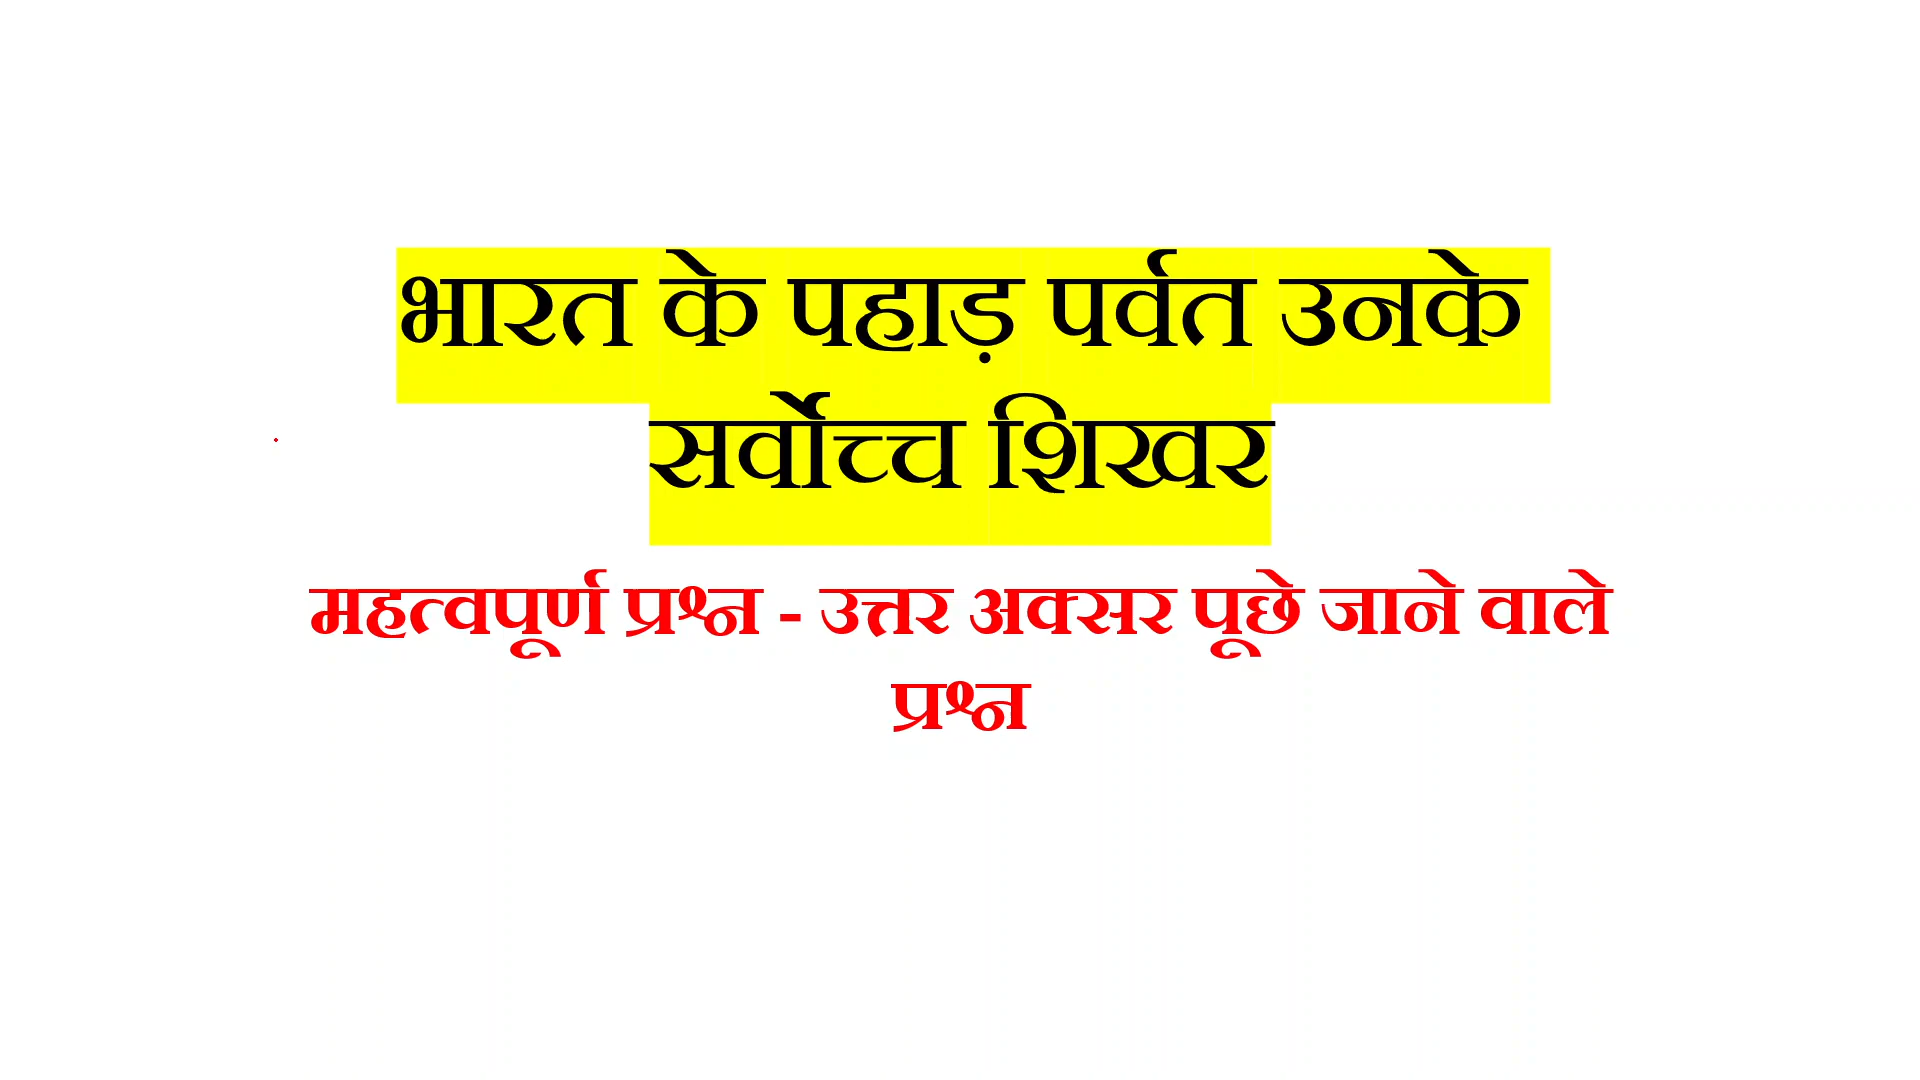 भारत के पहाड़ पर्वत उनके
सर्वोच्च शिखर
महत्वपूर्ण प्रश्न - उत्तर अक्सर पूछे जाने वाले
प्रश्न